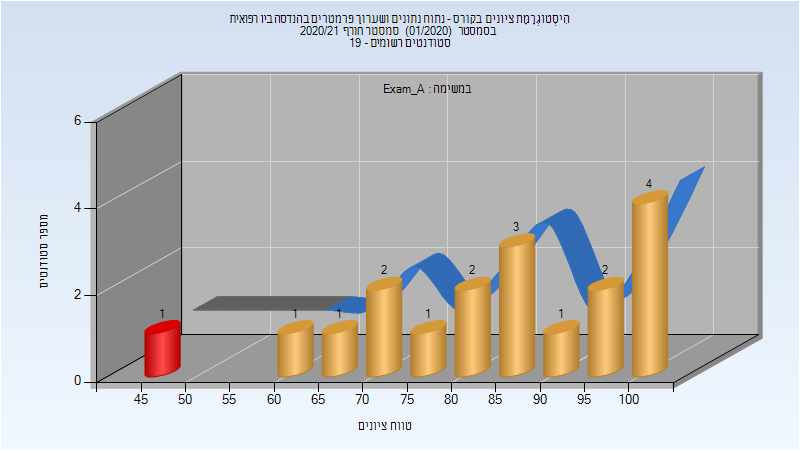 הִיסְטוֹגְרָמַת ציונים בקורס - נתוח נתונים ושערוך פרמטרים בהנדסה ביו רפואית
בסמסטר (01/2020) סמסטר חורף 2020/21
סטודנטים רשומים - 19
במשימה : Exam_A
מספר סטודנטים
6
4
2
0
1
1
1
2
1
2
3
1
2
4
45 50 55 60 65 70 75 80 85 90 95 100
טווח ציונים